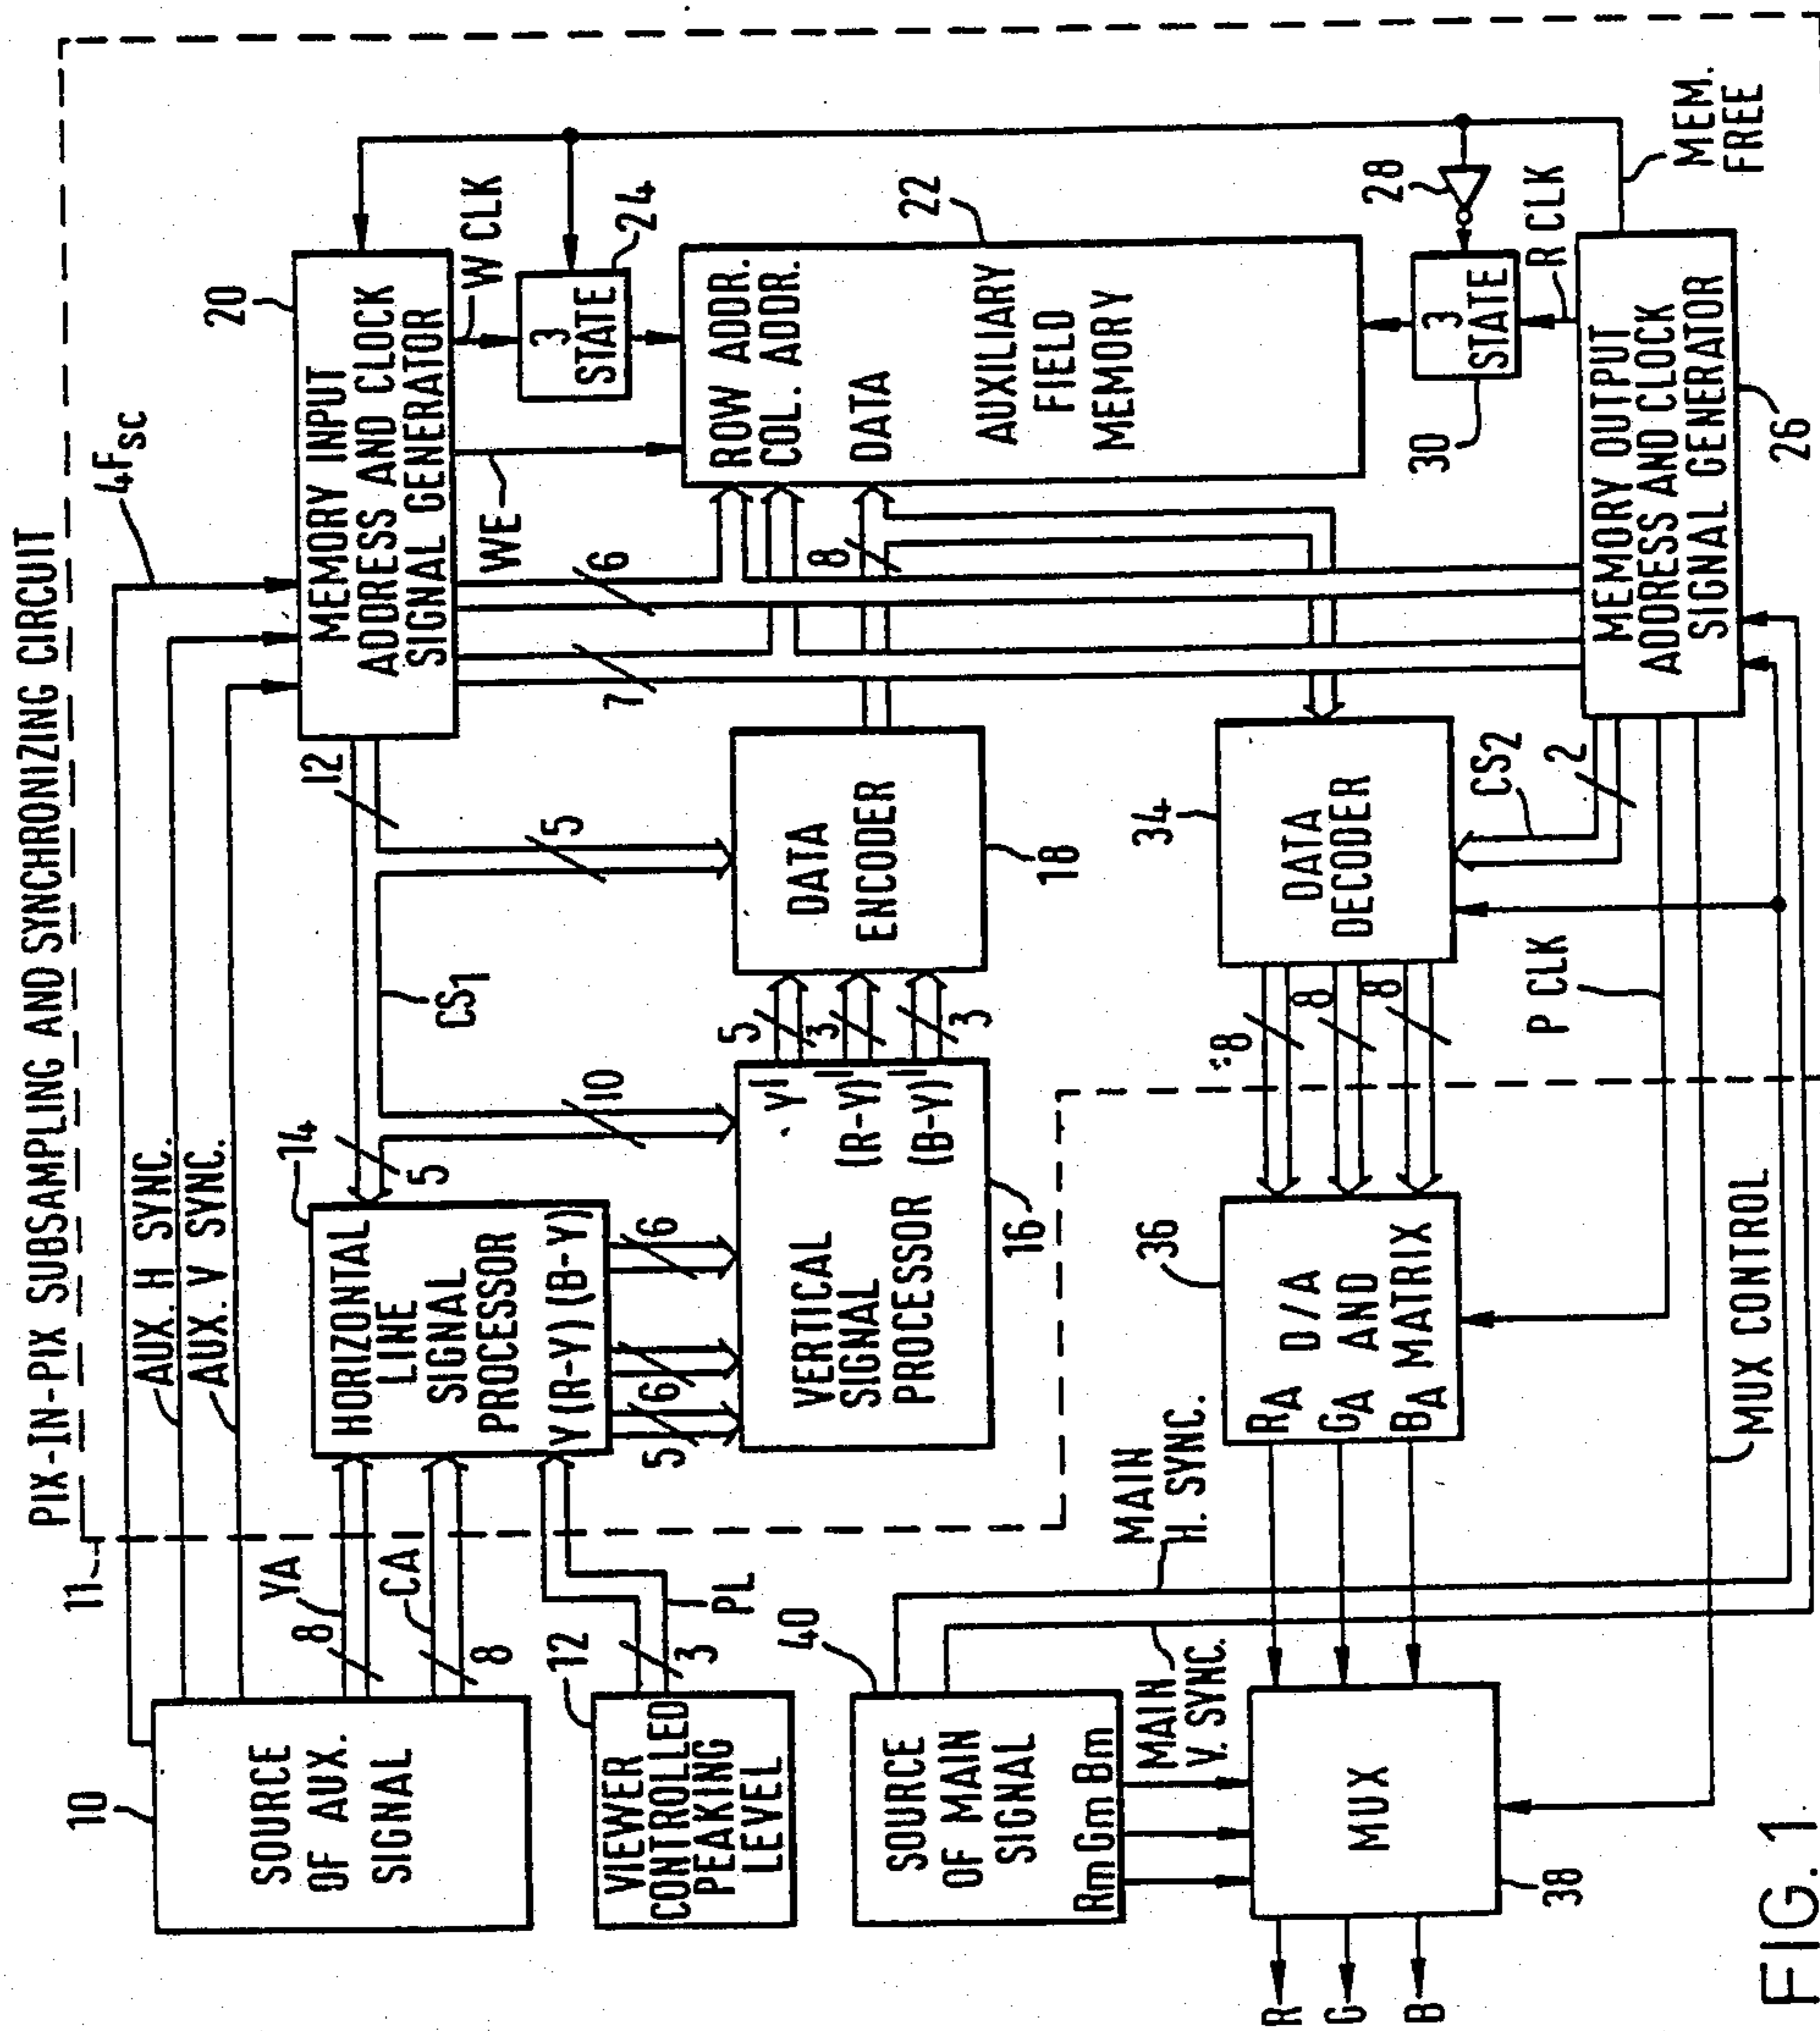 PIX-IN-PIX SUBSAMPLING AND SYNCHRONIZING CIRCUIT
11
10
SOURCE
OF AUX.
SIGNAL
AUX. H SYNC.
AUX. V SYNC.
4FSC
YA
8
CA
8
12
VIEWER
CONTROLLED
PEAKING
LEVEL
3
PL
14
HORIZONTAL
LINE
SIGNAL
PROCESSOR
Y (R-Y) (B-Y)
5
6
6
5
10
12
CS1
5
VERTICAL
SIGNAL
PROCESSOR
Y'
(R-Y)'
(B-Y)'
16
5
3
3
DATA
ENCODER
18
20
MEMORY INPUT
ADDRESS AND CLOCK
SIGNAL GENERATOR
7
6
WE
W CLK
3
STATE
24
8
ROW ADDR.
COL. ADDR.
DATA
AUXILIARY
FIELD
MEMORY
22
28
3
STATE
30
R CLK
MEM.
FREE
MEMORY OUTPUT
ADDRESS AND CLOCK
SIGNAL GENERATOR
26
34
DATA
DECODER
CS2
2
P CLK
8
8
8
36
D/A
AND
MATRIX
RA
GA
BA
MUX CONTROL
40
SOURCE
OF MAIN
SIGNAL
Rm Gm Bm
MAIN
H. SYNC.
MAIN
V. SYNC.
MUX
38
R
G
B
FIG. 1